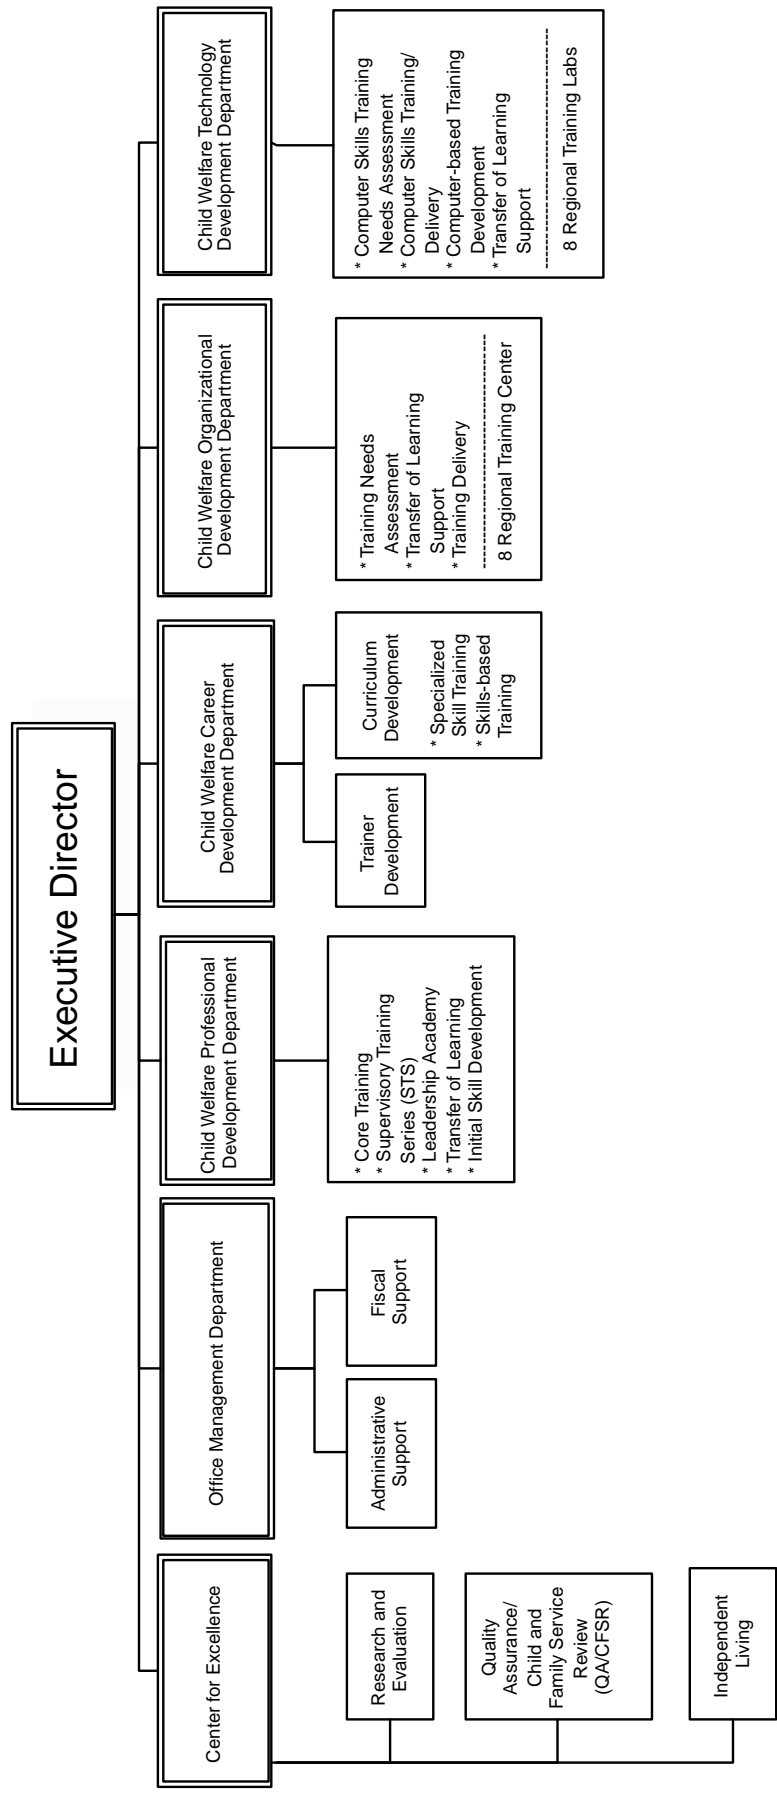 Executive Director
Center for Excellence
Research and
Evaluation
Quality
Assurance/
Child and
Family Service
Review
(QA/CFSR)
Independent
Living
Office Management Department
Administrative
Support
Fiscal
Support
Child Welfare Professional
Development Department
* Core Training
* Supervisory Training
Series (STS)
* Leadership Academy
* Transfer of Learning
* Initial Skill Development
Child Welfare Career
Development Department
Trainer
Development
Curriculum
Development
* Specialized
Skill Training
* Skills-based
Training
Child Welfare Organizational
Development Department
* Training Needs
Assessment
* Transfer of Learning
Support
* Training Delivery
8 Regional Training Center
Child Welfare Technology
Development Department
* Computer Skills Training
Needs Assessment
* Computer Skills Training/
Delivery
* Computer-based Training
Development
* Transfer of Learning
Support
8 Regional Training Labs